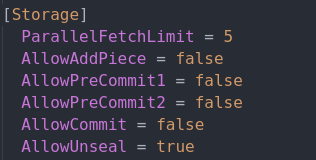 [Storage]
ParallelFetchLimit = 5
AllowAddPiece = false
AllowPreCommit1 = false
AllowPreCommit2 = false
AllowCommit = false
AllowUnseal = true